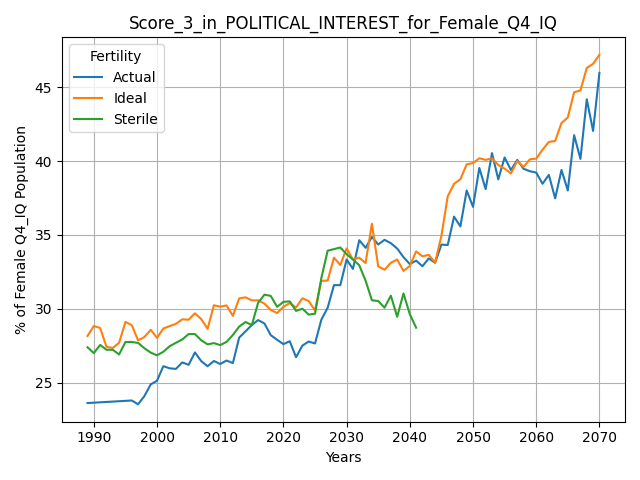 Score_3_in_POLITICAL_INTEREST_for_Female_Q4_IQ
Fertility
Actual
Ideal
Sterile
% of Female Q4_IQ Population
45
40
35
30
25
1990 2000 2010 2020 2030 2040 2050 2060 2070
Years